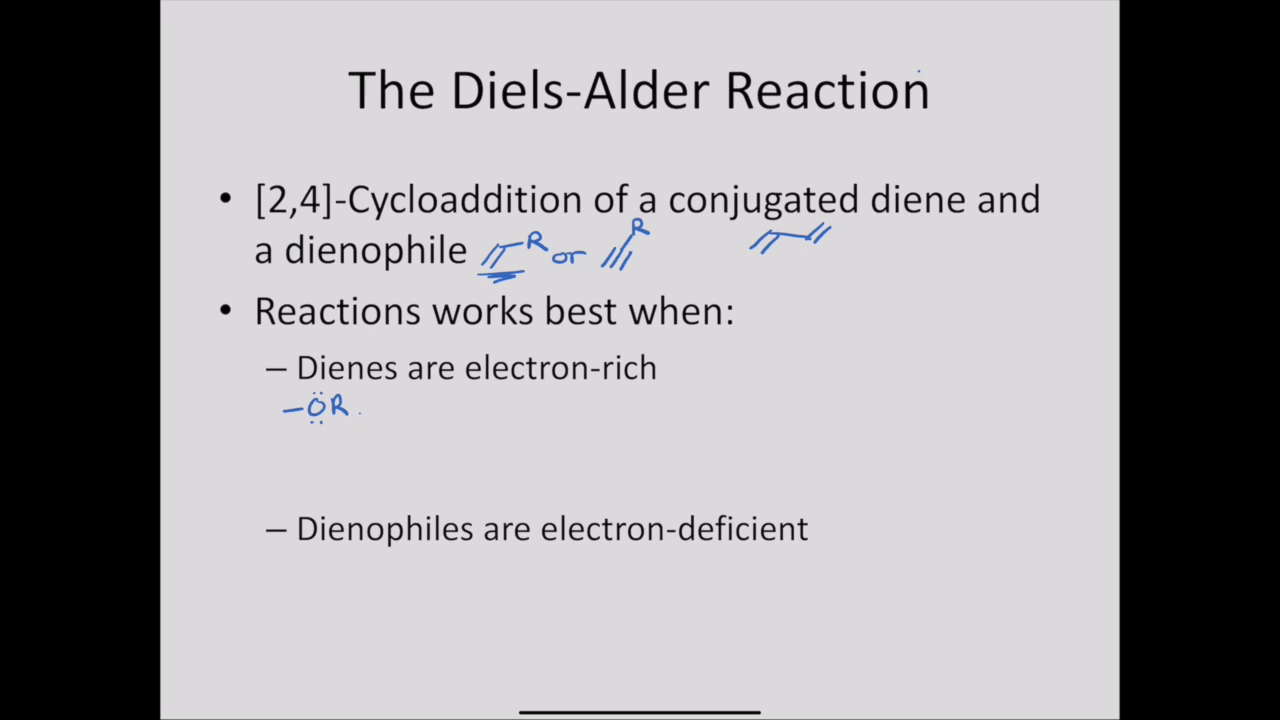 The Diels-Alder Reaction
• [2,4]-Cycloaddition of a conjugated diene and
a dienophile R or R
• Reactions works best when:
– Dienes are electron-rich
–ÖR
– Dienophiles are electron-deficient